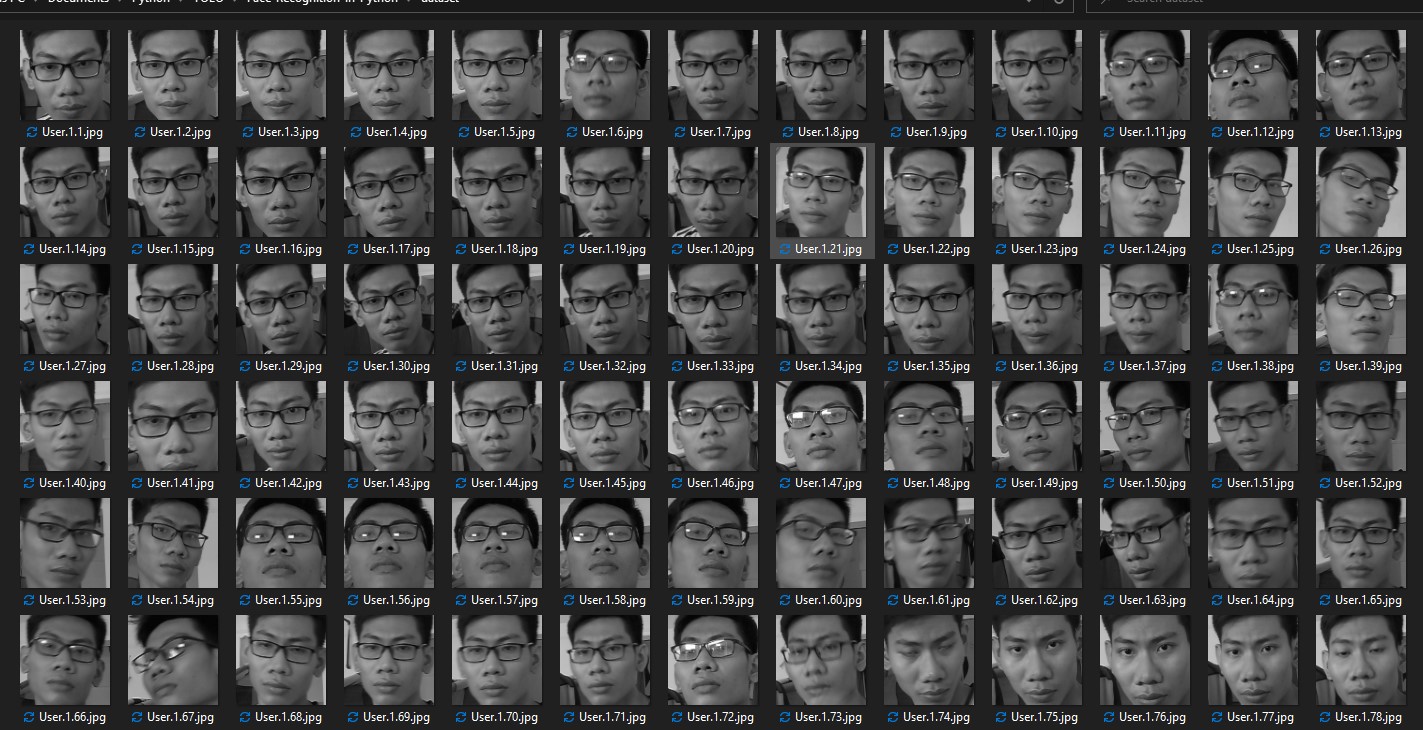 Documents > Python > YOLO > Face-Recognition-in-Python > dataset
Search dataset
User.1.1.jpg User.1.2.jpg User.1.3.jpg User.1.4.jpg User.1.5.jpg User.1.6.jpg User.1.7.jpg User.1.8.jpg User.1.9.jpg User.1.10.jpg User.1.11.jpg User.1.12.jpg User.1.13.jpg
User.1.14.jpg User.1.15.jpg User.1.16.jpg User.1.17.jpg User.1.18.jpg User.1.19.jpg User.1.20.jpg User.1.21.jpg User.1.22.jpg User.1.23.jpg User.1.24.jpg User.1.25.jpg User.1.26.jpg
User.1.27.jpg User.1.28.jpg User.1.29.jpg User.1.30.jpg User.1.31.jpg User.1.32.jpg User.1.33.jpg User.1.34.jpg User.1.35.jpg User.1.36.jpg User.1.37.jpg User.1.38.jpg User.1.39.jpg
User.1.40.jpg User.1.41.jpg User.1.42.jpg User.1.43.jpg User.1.44.jpg User.1.45.jpg User.1.46.jpg User.1.47.jpg User.1.48.jpg User.1.49.jpg User.1.50.jpg User.1.51.jpg User.1.52.jpg
User.1.53.jpg User.1.54.jpg User.1.55.jpg User.1.56.jpg User.1.57.jpg User.1.58.jpg User.1.59.jpg User.1.60.jpg User.1.61.jpg User.1.62.jpg User.1.63.jpg User.1.64.jpg User.1.65.jpg
User.1.66.jpg User.1.67.jpg User.1.68.jpg User.1.69.jpg User.1.70.jpg User.1.71.jpg User.1.72.jpg User.1.73.jpg User.1.74.jpg User.1.75.jpg User.1.76.jpg User.1.77.jpg User.1.78.jpg